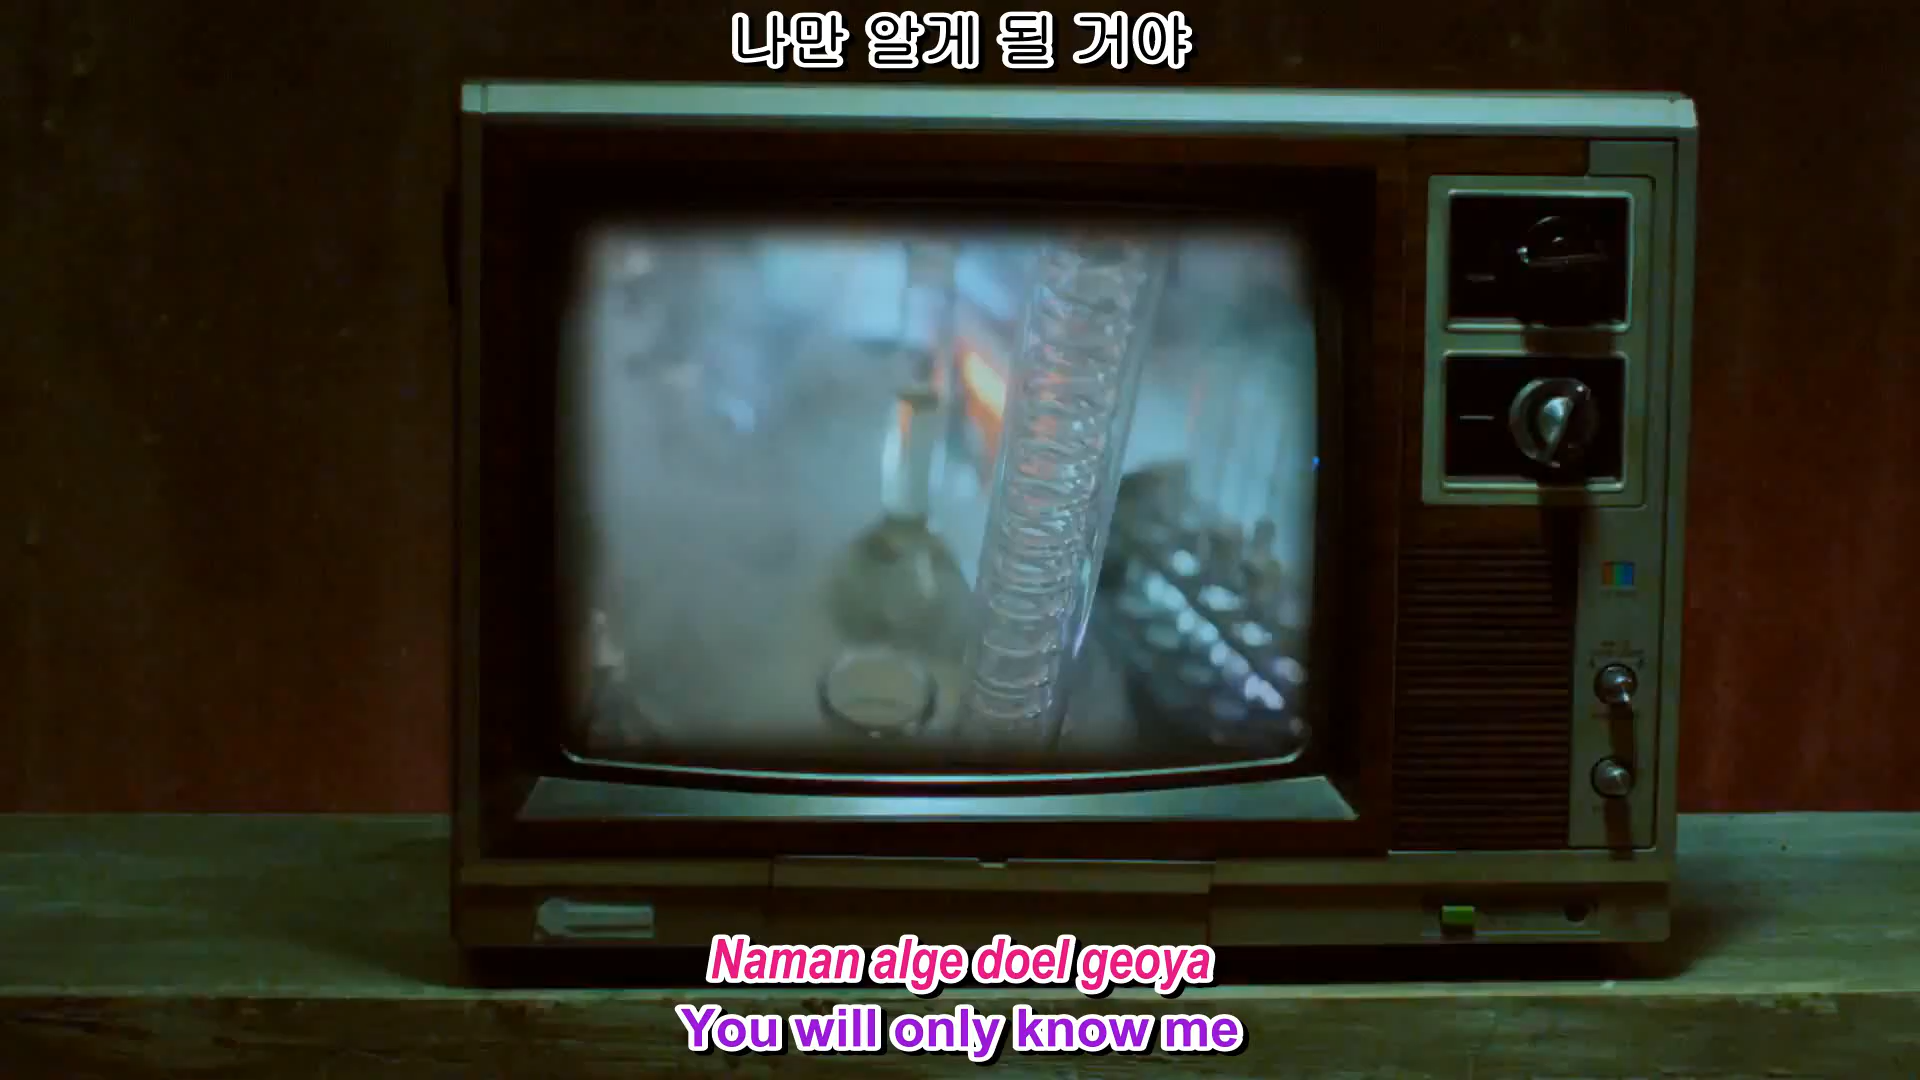 나만 알게 될 거야
Naman alge doel geoya
You will only know me